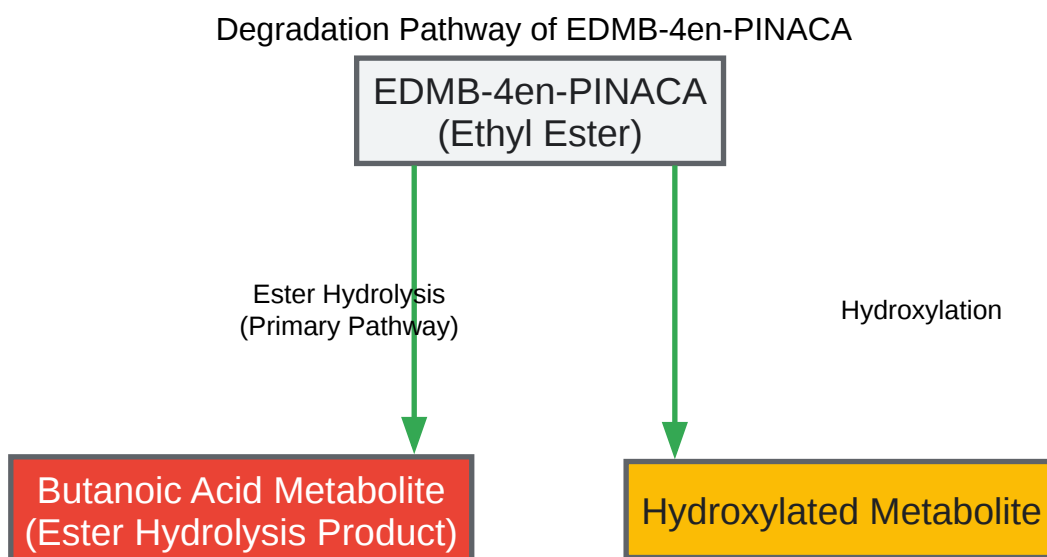 Degradation Pathway of EDMB-4en-PINACA
EDMB-4en-PINACA
(Ethyl Ester)
Ester Hydrolysis
(Primary Pathway)
Hydroxylation
Butanoic Acid Metabolite
(Ester Hydrolysis Product)
Hydroxylated Metabolite